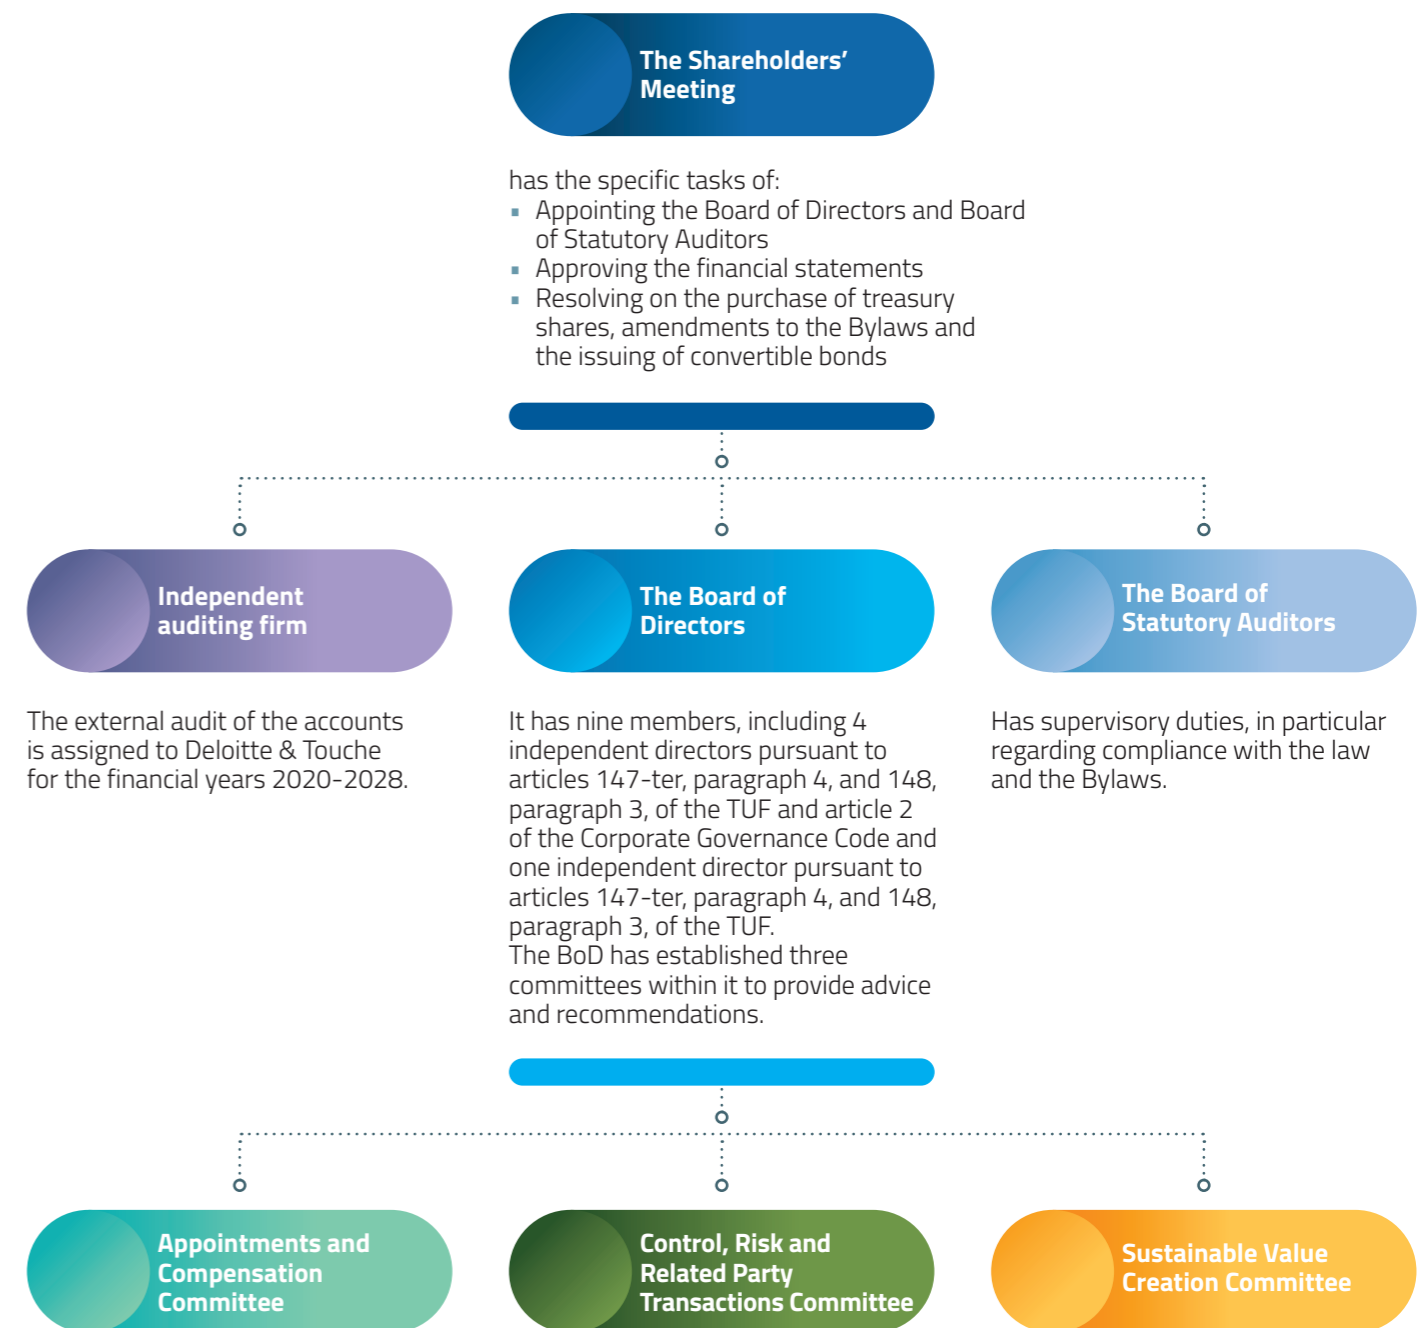 The Shareholders’
Meeting
has the specific tasks of:
▪ Appointing the Board of Directors and Board
of Statutory Auditors
▪ Approving the financial statements
▪ Resolving on the purchase of treasury
shares, amendments to the Bylaws and
the issuing of convertible bonds
Independent
auditing firm
The external audit of the accounts
is assigned to Deloitte & Touche
for the financial years 2020-2028.
The Board of
Directors
It has nine members, including 4
independent directors pursuant to
articles 147-ter, paragraph 4, and 148,
paragraph 3, of the TUF and article 2
of the Corporate Governance Code and
one independent director pursuant to
articles 147-ter, paragraph 4, and 148,
paragraph 3, of the TUF.
The BoD has established three
committees within it to provide advice
and recommendations.
The Board of
Statutory Auditors
Has supervisory duties, in particular
regarding compliance with the law
and the Bylaws.
Appointments and
Compensation
Committee
Control, Risk and
Related Party
Transactions Committee
Sustainable Value
Creation Committee